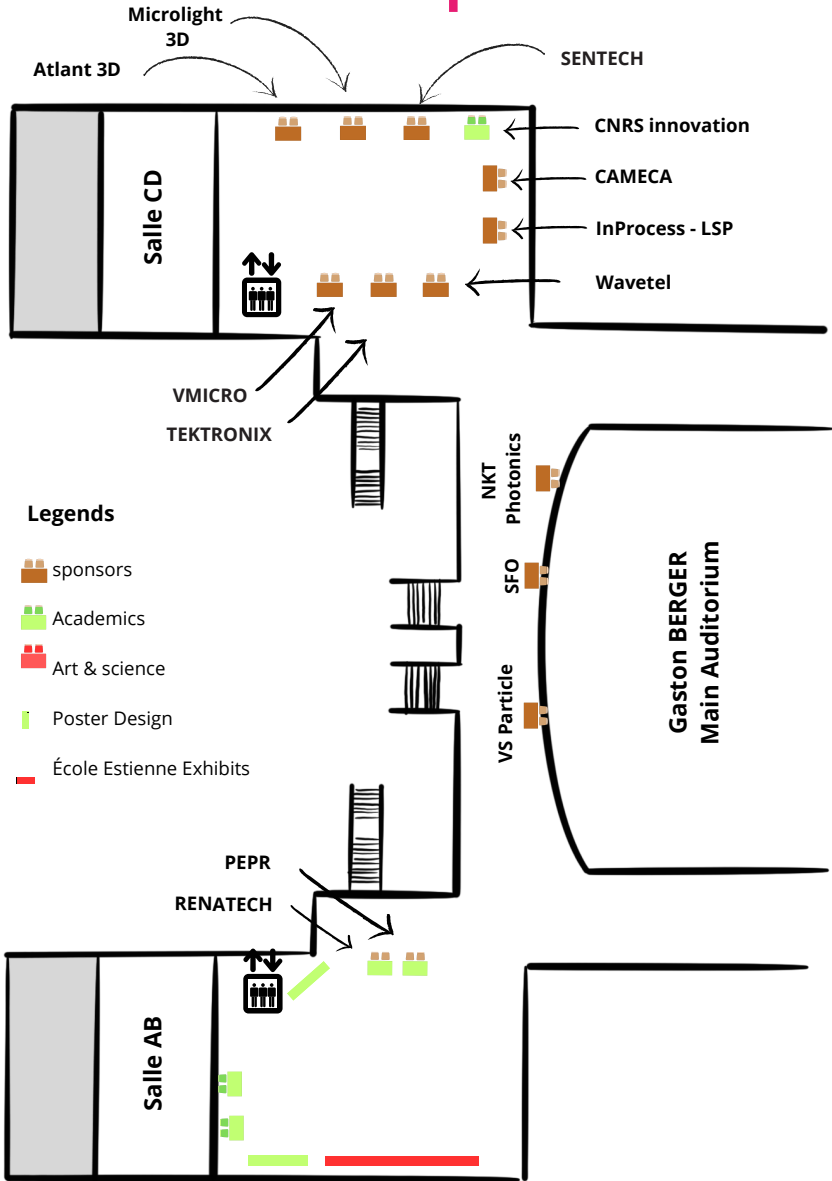 Microlight
3D
Atlant 3D
SENTECH
CNRS innovation
CAMECA
InProcess - LSP
Wavetel
Salle CD
VMICRO
TEKTRONIX
NKT
Photonics
SFO
VS Particle
Gaston BERGER
Main Auditorium
Legends
sponsors
Academics
Art & science
Poster Design
École Estienne Exhibits
PEPR
RENATECH
Salle AB